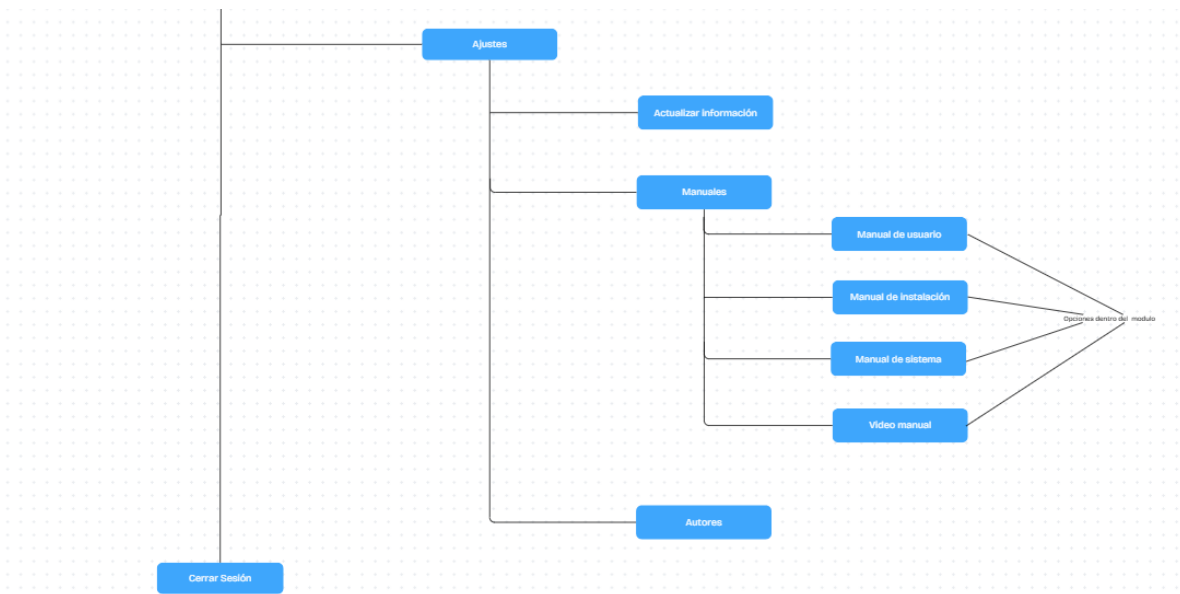 Ajustes
Actualizar información
Manuales
Manual de usuario
Manual de instalación
Opciones dentro del modulo
Manual de sistema
Video manual
Autores
Cerrar Sesión